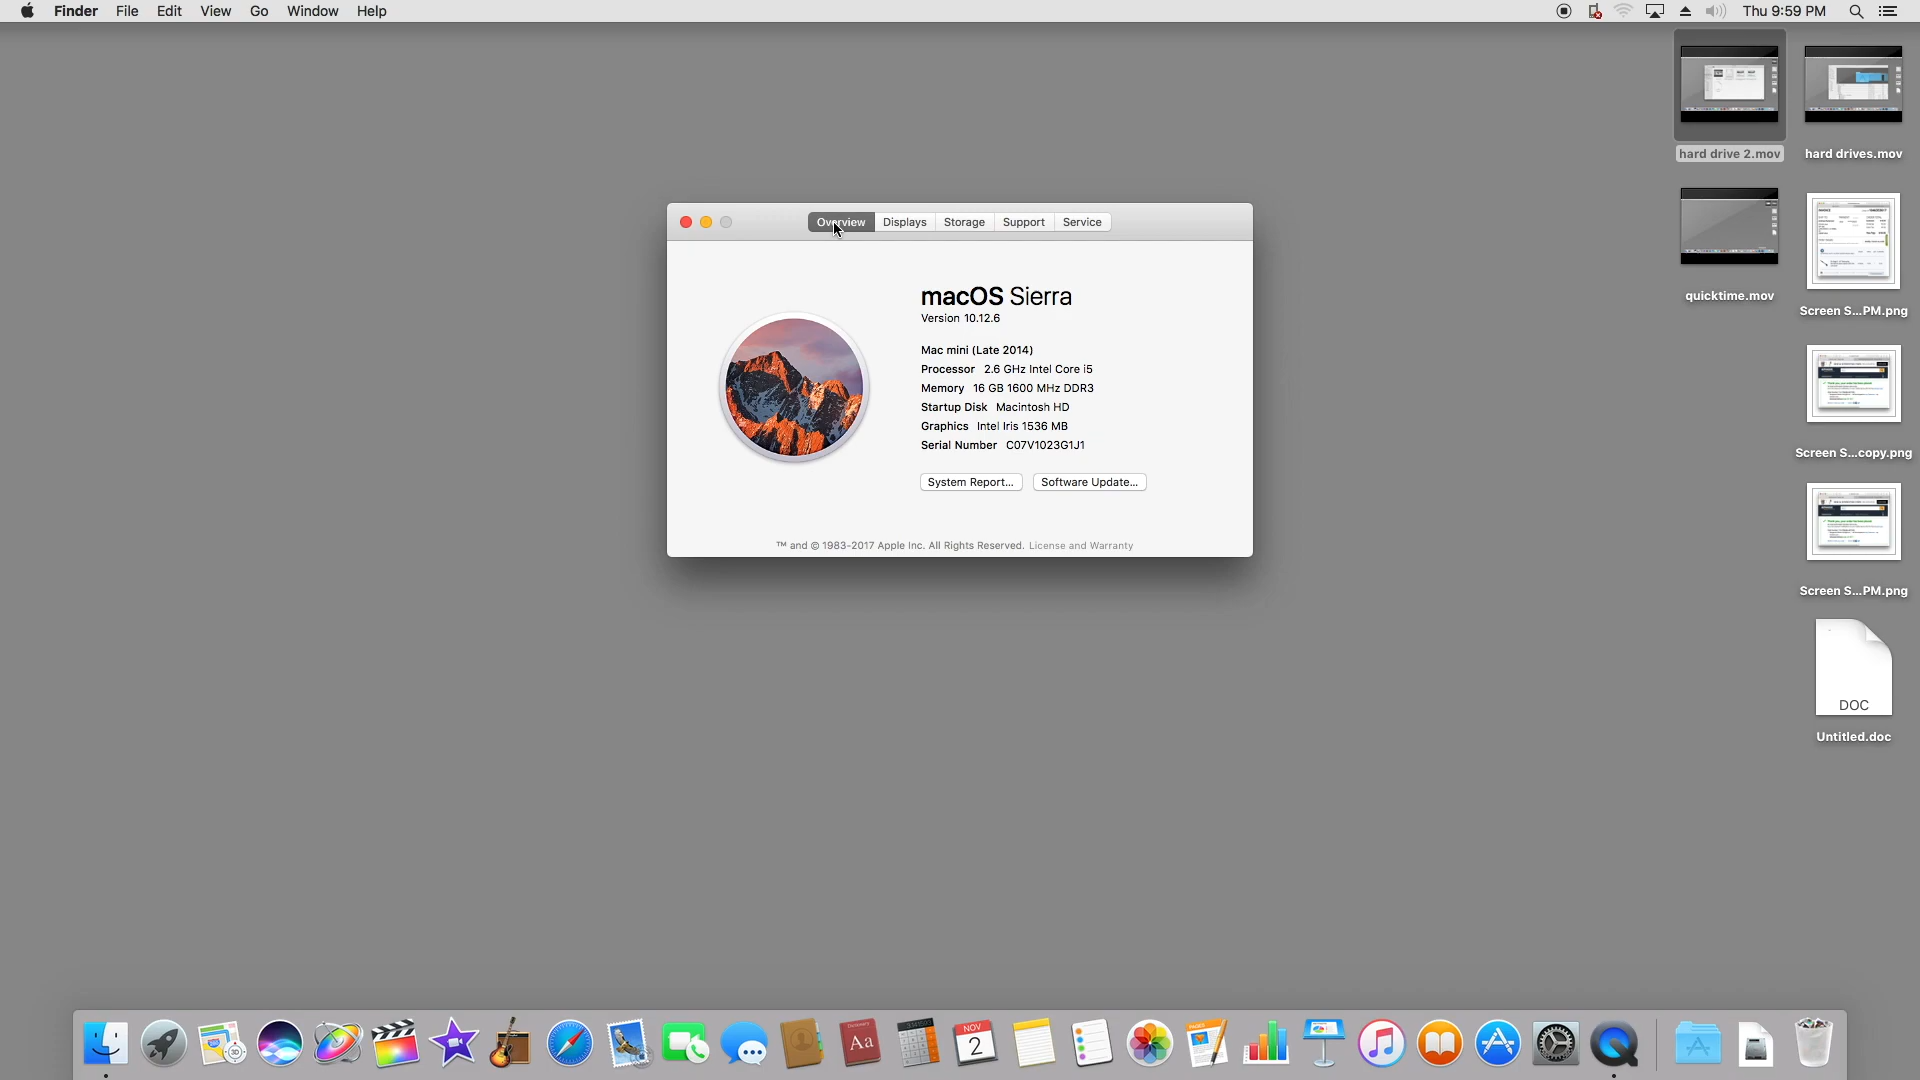 Finder File Edit View Go Window Help
Thu 9:59 PM
hard drive 2.mov
hard drives.mov
quicktime.mov
Screen S...PM.png
Screen S...copy.png
Screen S...PM.png
DOC
Untitled.doc
Overview Displays Storage Support Service
macOS Sierra
Version 10.12.6
Mac mini (Late 2014)
Processor 2.6 GHz Intel Core i5
Memory 16 GB 1600 MHz DDR3
Startup Disk Macintosh HD
Graphics Intel Iris 1536 MB
Serial Number C07V1023G1J1
System Report... Software Update...
™ and © 1983-2017 Apple Inc. All Rights Reserved. License and Warranty
3D
Aa
NOV
2